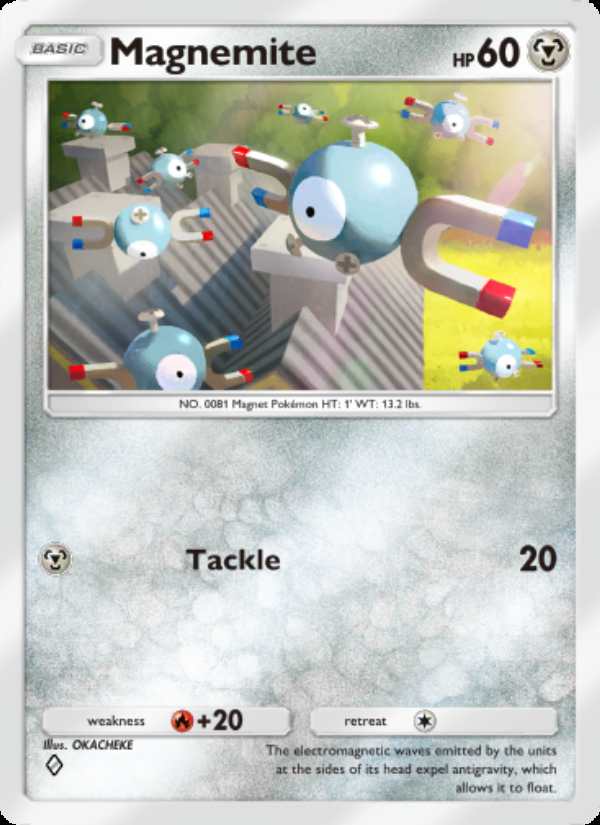 BASIC Magnemite HP 60
NO. 0081 Magnet Pokémon HT: 1' WT: 13.2 lbs.
Tackle 20
weakness +20 retreat
Illus. OKACHEKE
The electromagnetic waves emitted by the units
at the sides of its head expel antigravity, which
allows it to float.